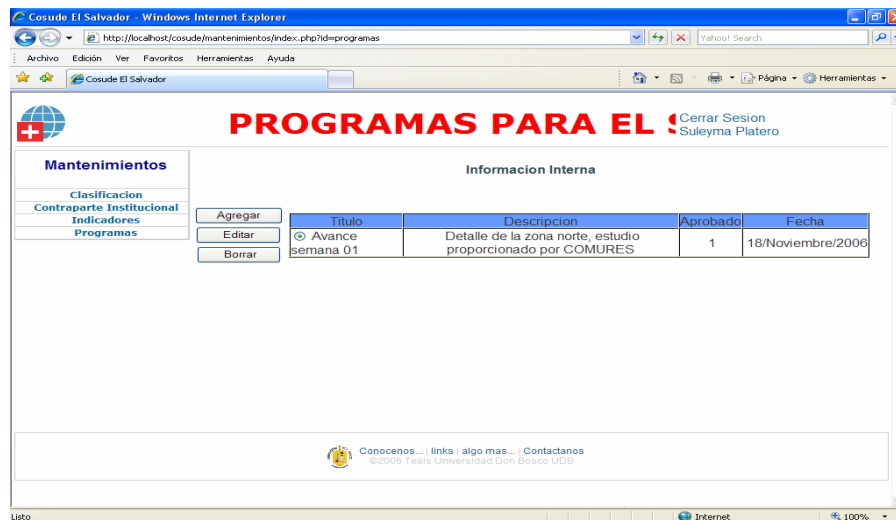 Cosude El Salvador - Windows Internet Explorer
http://localhost/cosude/mantenimientos/index.php?id=programas
Yahoo! Search
Archivo Edición Ver Favoritos Herramientas Ayuda
Cosude El Salvador
Página
Herramientas
PROGRAMAS PARA EL S
Cerrar Sesion
Suleyma Platero
Mantenimientos
Clasificacion
Contraparte Institucional
Indicadores
Programas
Informacion Interna
Agregar
Editar
Borrar
Titulo Descripcion Aprobado Fecha
Avance semana 01 Detalle de la zona norte, estudio proporcionado por COMURES 1 18/Noviembre/2006
Conocenos... | links | algo mas... | Contactanos
©2006 Tesis Universidad Don Bosco UDB
Listo
Internet
100%